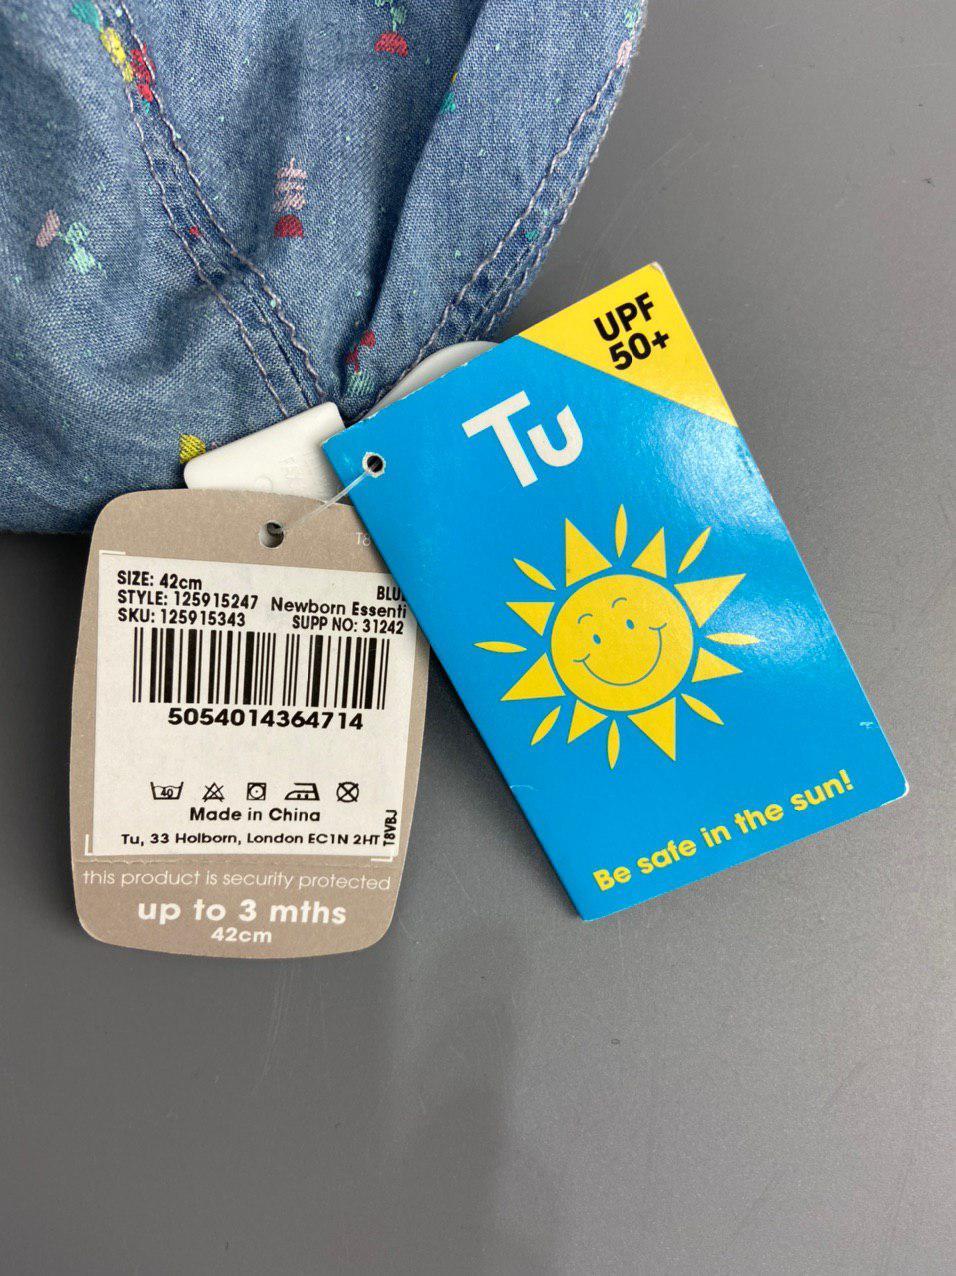 UPF
50+
Tu
Be safe in the sun!
T8
SIZE: 42cm
STYLE: 125915247
SKU: 125915343
Newborn
SUPP NO: 31242
5054014364714
40
Made in China
Tu, 33 Holborn, London EC1N 2HT
T8VBJ
this product is security protected
up to 3 mths
42cm